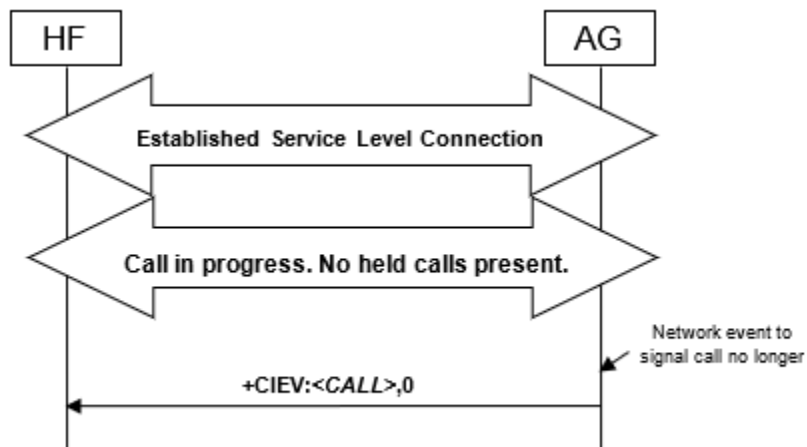 HF
AG
Established Service Level Connection
Call in progress. No held calls present.
Network event to
signal call no longer
+CIEV:<CALL>,0